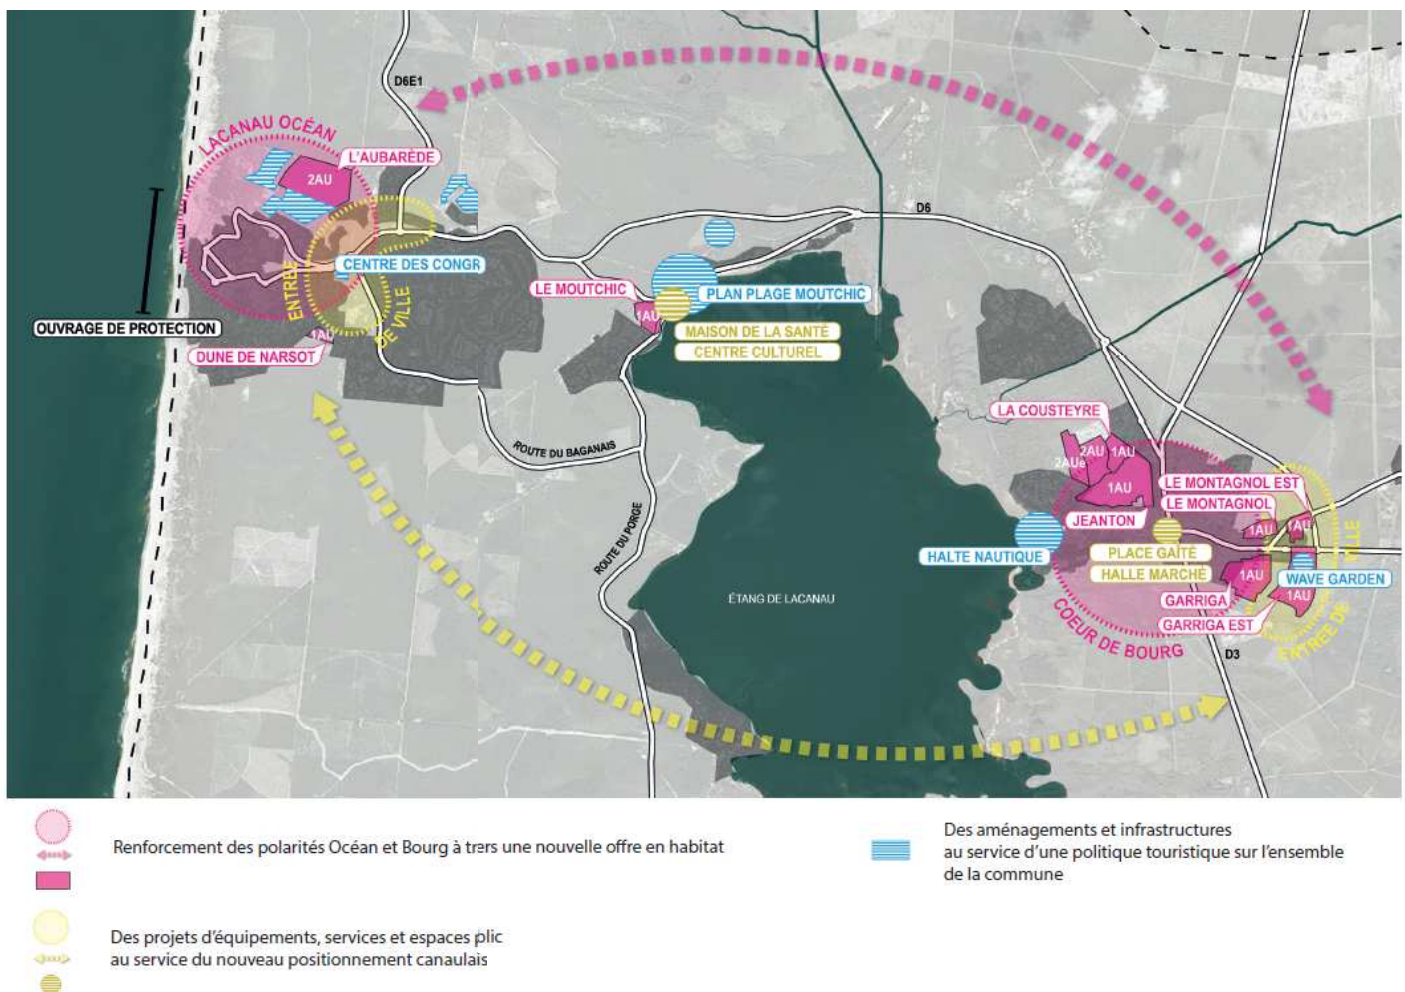 D6E1
LACANAU OCÉAN
L'AUBARÈDE
2AU
D6
CENTRE DES CONGR
ENTREE
DE VILLE
LE MOUTCHIC
1AU
PLAN PLAGE MOUTCHIC
OUVRAGE DE PROTECTION
1AU
DUNE DE NARSOT
MAISON DE LA SANTÉ
CENTRE CULTUREL
LA COUSTEYRE
ROUTE DU BAGANAIS
2AU
1AU
2AUe
1AU
LE MONTAGNOL EST
LE MONTAGNOL
JEANTON
1AU
1AU
ROUTE DU PORGE
HALTE NAUTIQUE
PLACE GAÎTÉ
HALLE MARCHÉ
1AU
WAVE GARDEN
1AU
ÉTANG DE LACANAU
GARRIGA
GARRIGA EST
COEUR DE BOURG
ENTRÉE DE
VILLE
D3
Renforcement des polarités Océan et Bourg à trers une nouvelle offre en habitat
Des aménagements et infrastructures
au service d'une politique touristique sur l'ensemble
de la commune
Des projets d'équipements, services et espaces plic
au service du nouveau positionnement canaulais